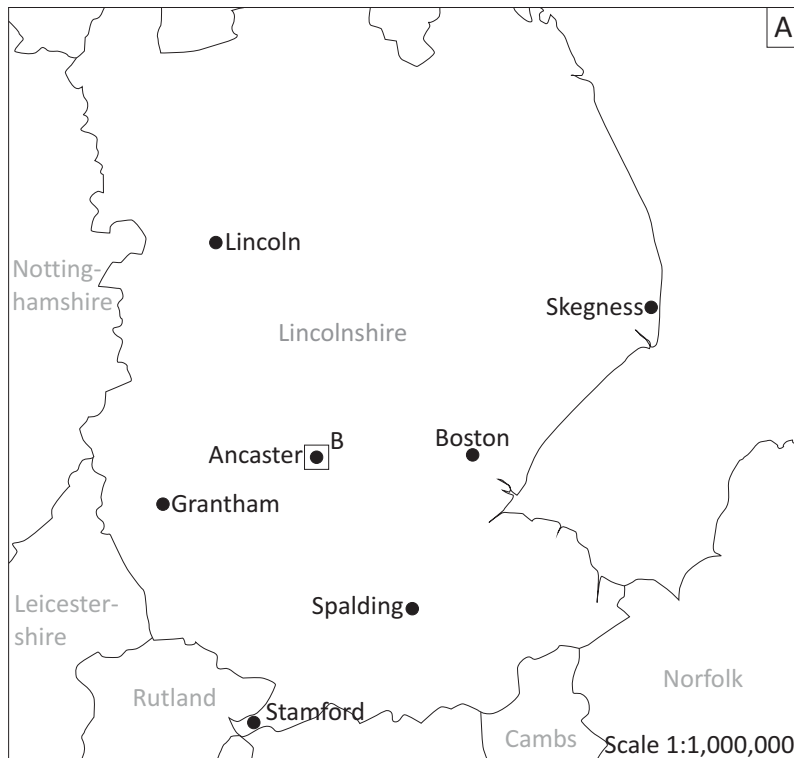 A
Lincoln
Notting-
hamshire
Skegness
Lincolnshire
Boston
B
Ancaster
Grantham
Leicester-
shire
Spalding
Norfolk
Rutland
Stamford
Cambs
Scale 1:1,000,000